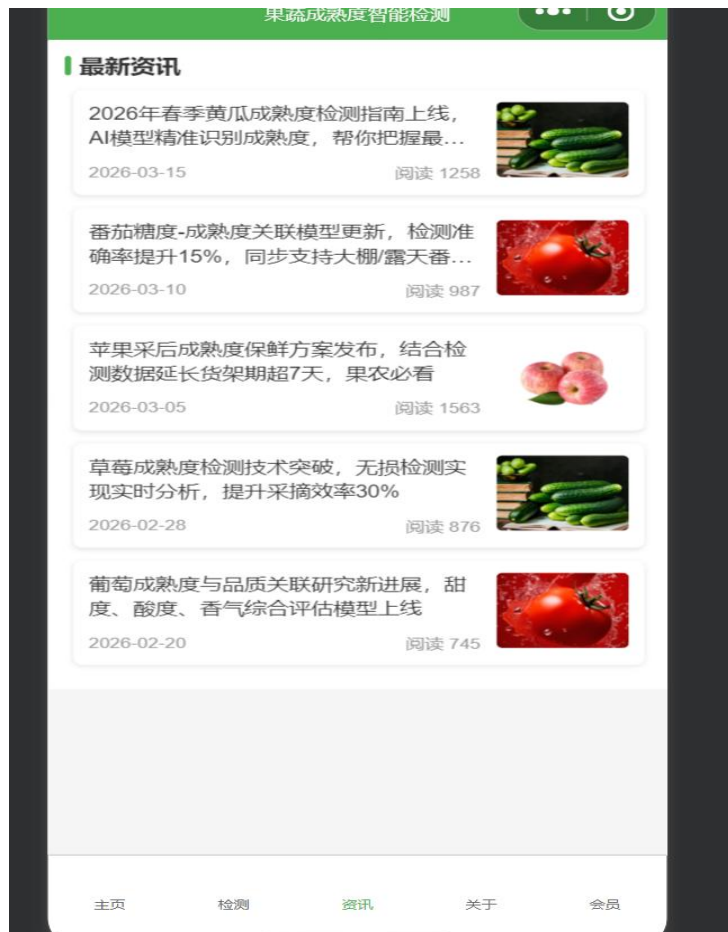 果蔬成熟度智能检测
最新资讯
2026年春季黄瓜成熟度检测指南上线，
AI模型精准识别成熟度，帮你把握最...
2026-03-15
阅读 1258
番茄糖度-成熟度关联模型更新，检测准
确率提升15%，同步支持大棚/露天番...
2026-03-10
阅读 987
苹果采后成熟度保鲜方案发布，结合检
测数据延长货架期超7天，果农必看
2026-03-05
阅读 1563
草莓成熟度检测技术突破，无损检测实
现实时分析，提升采摘效率30%
2026-02-28
阅读 876
葡萄成熟度与品质关联研究新进展，甜
度、酸度、香气综合评估模型上线
2026-02-20
阅读 745
主页
检测
资讯
关于
会员